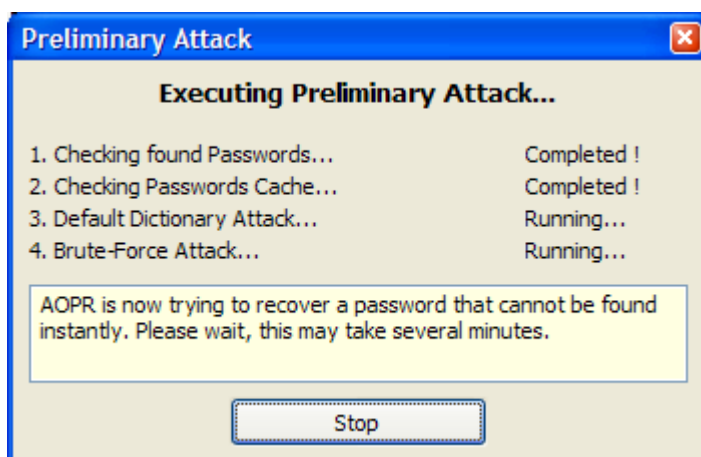 Preliminary Attack
Executing Preliminary Attack...
1. Checking found Passwords... Completed !
2. Checking Passwords Cache... Completed !
3. Default Dictionary Attack... Running...
4. Brute-Force Attack... Running...
AOPR is now trying to recover a password that cannot be found
instantly. Please wait, this may take several minutes.
Stop